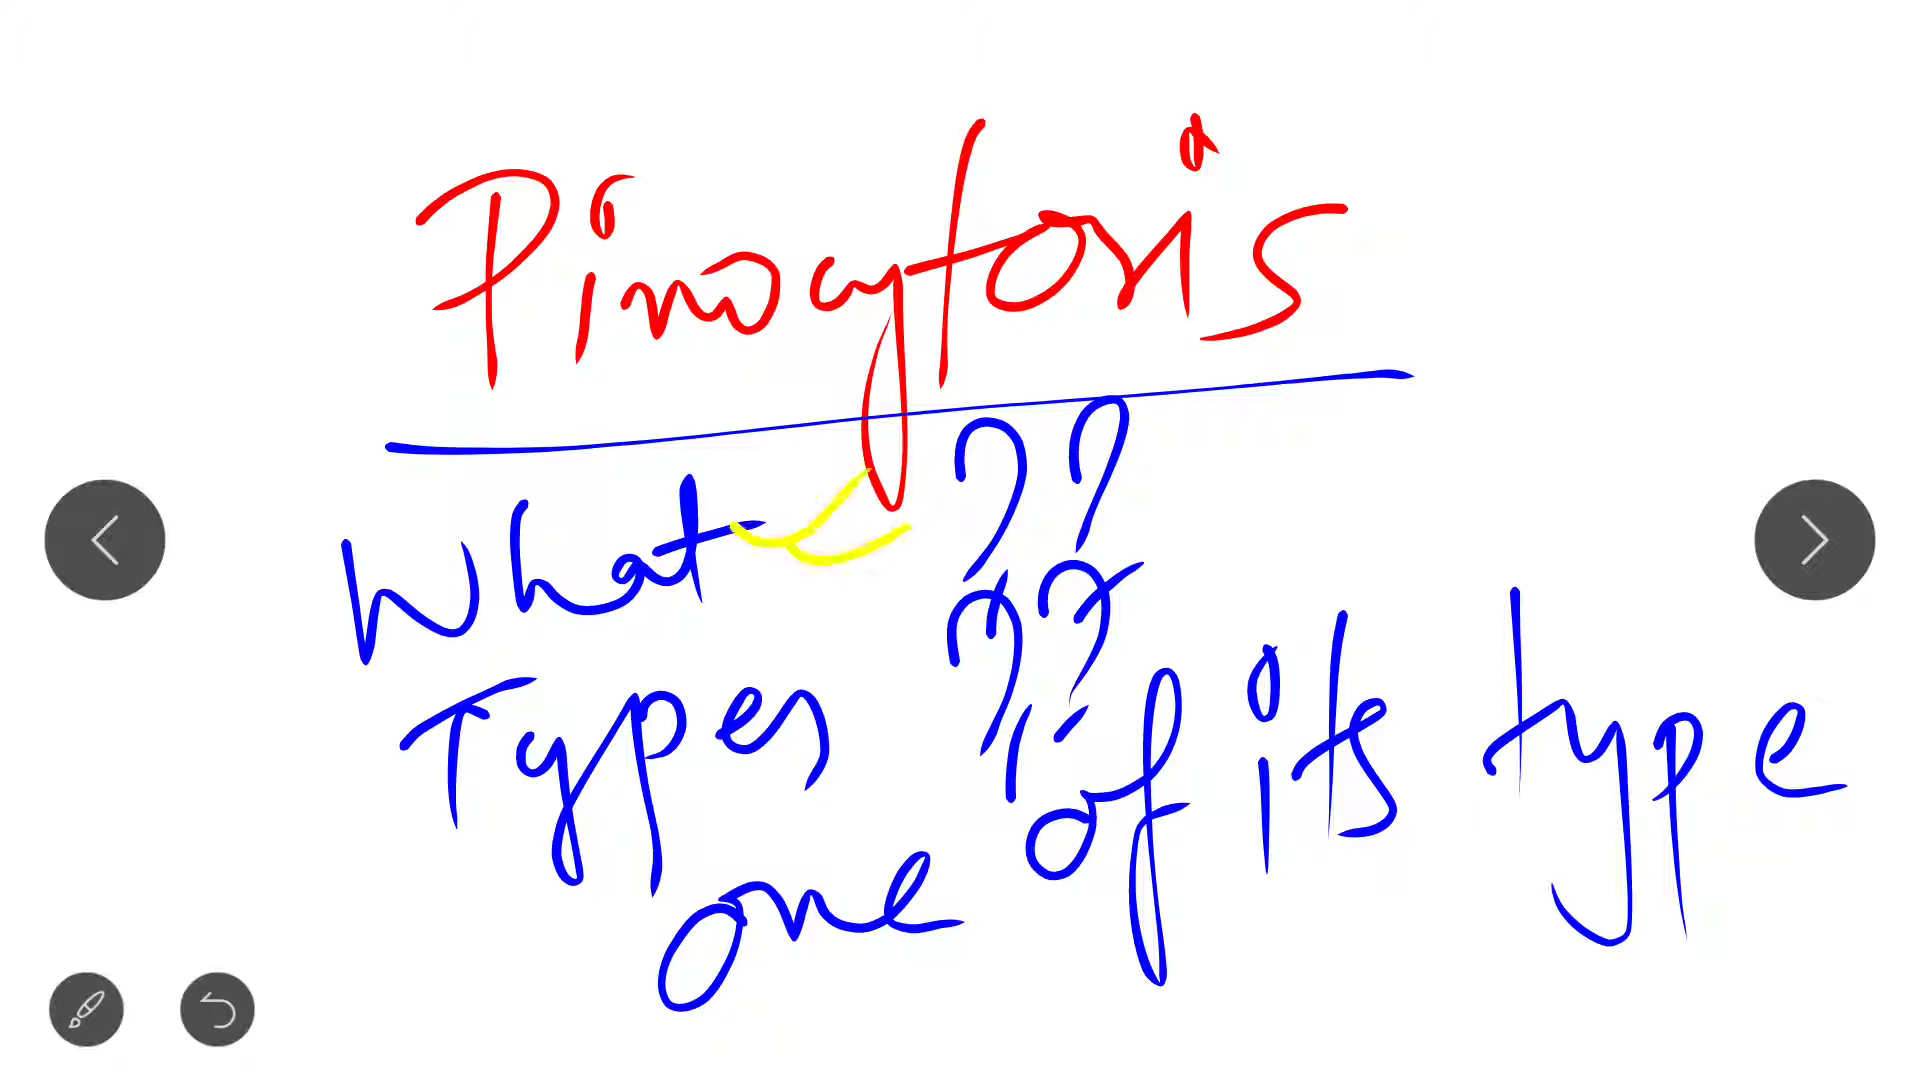 Pinocytosis
What ??
Types ??
one of its type